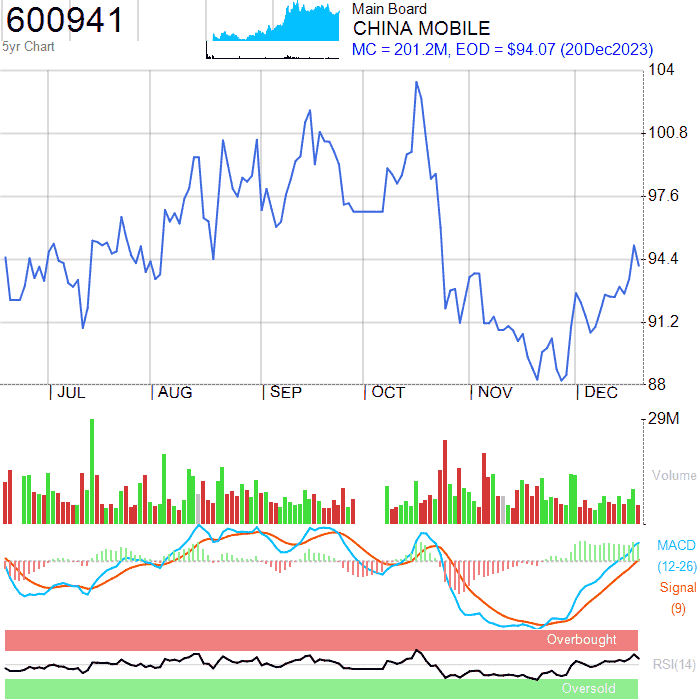 600941
5yr Chart
Main Board
CHINA MOBILE
MC = 201.2M, EOD = $94.07 (20Dec2023)
104
100.8
97.6
94.4
91.2
88
JUL AUG SEP OCT NOV DEC
29M
Volume
MACD
(12-26)
Signal
(9)
Overbought
RSI(14)
Oversold